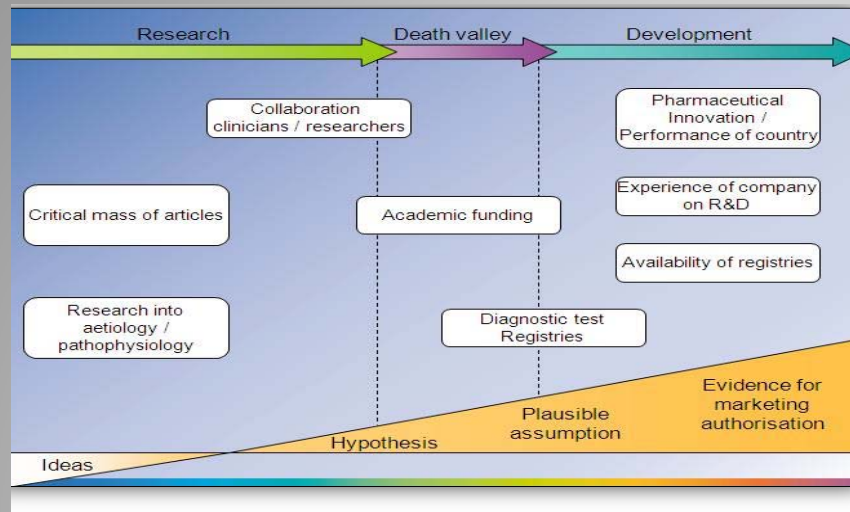 Research
Death valley
Development
Collaboration
clinicians / researchers
Pharmaceutical
Innovation /
Performance of country
Critical mass of articles
Academic funding
Experience of company
on R&D
Availability of registries
Research into
aetiology /
pathophysiology
Diagnostic test
Registries
Ideas
Hypothesis
Plausible
assumption
Evidence for
marketing
authorisation